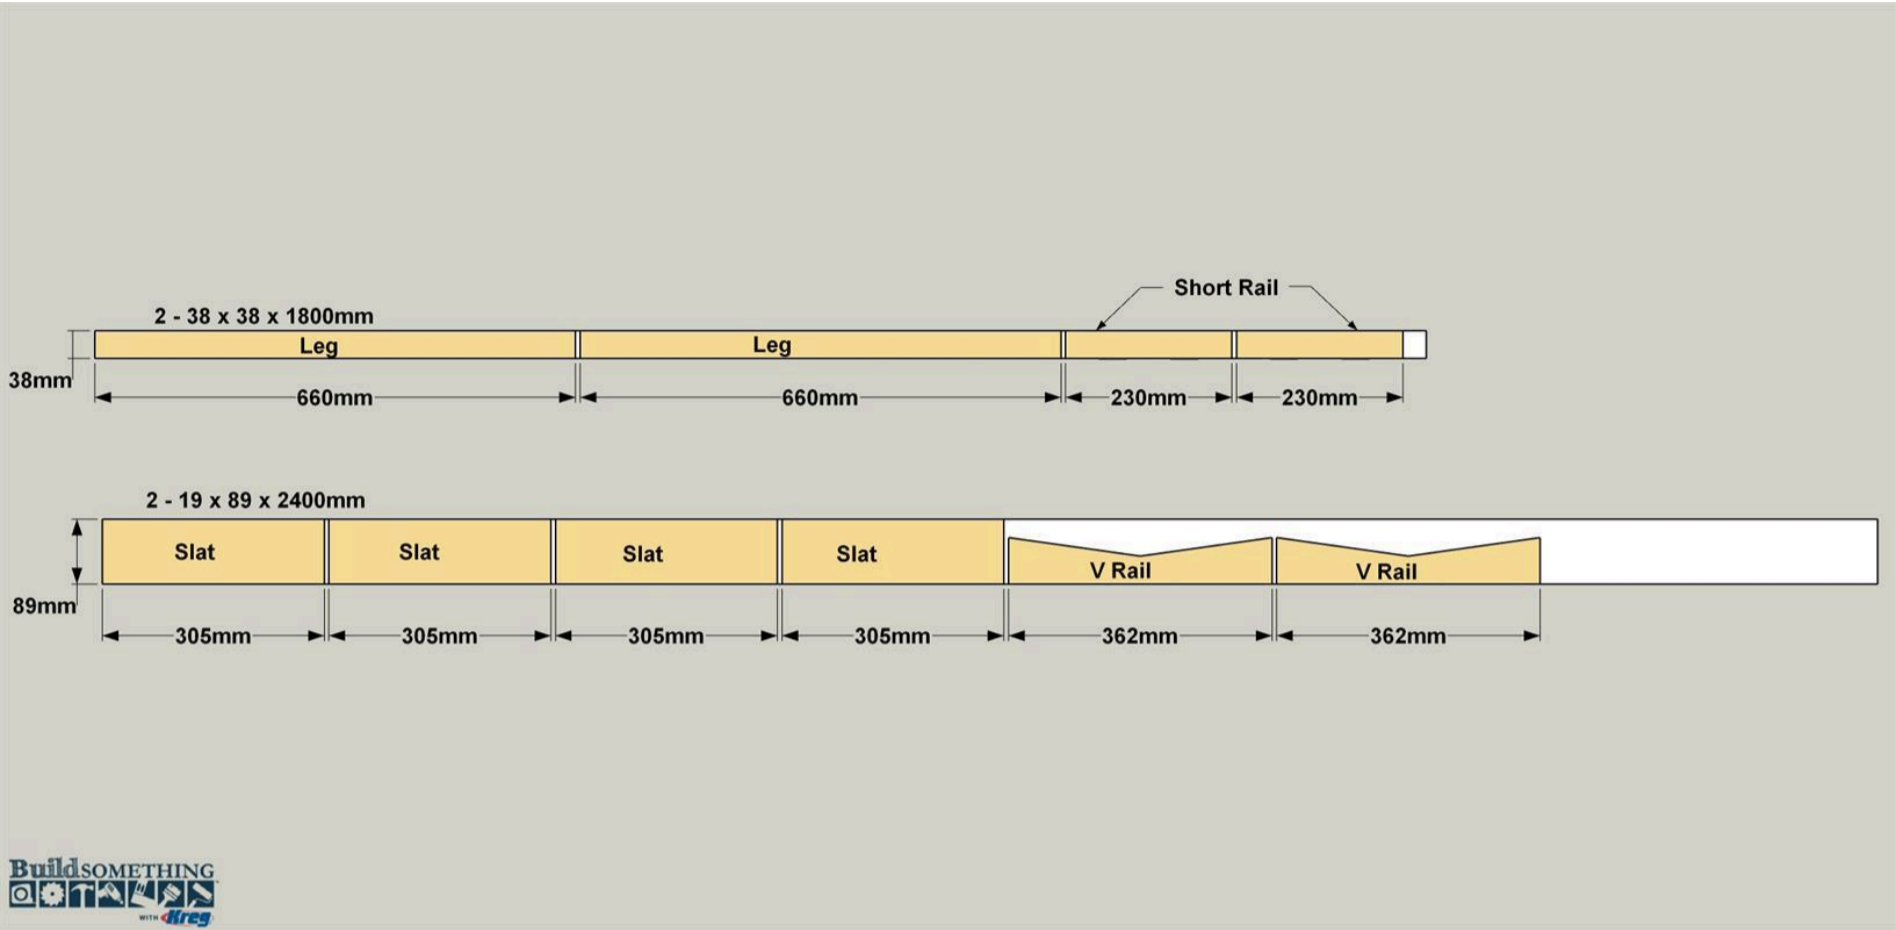 Short Rail
2 - 38 x 38 x 1800mm
Leg Leg
38mm
660mm 660mm 230mm 230mm
2 - 19 x 89 x 2400mm
Slat Slat Slat Slat
V Rail V Rail
89mm
305mm 305mm 305mm 305mm 362mm 362mm
BuildSOMETHING
WITH Kreg